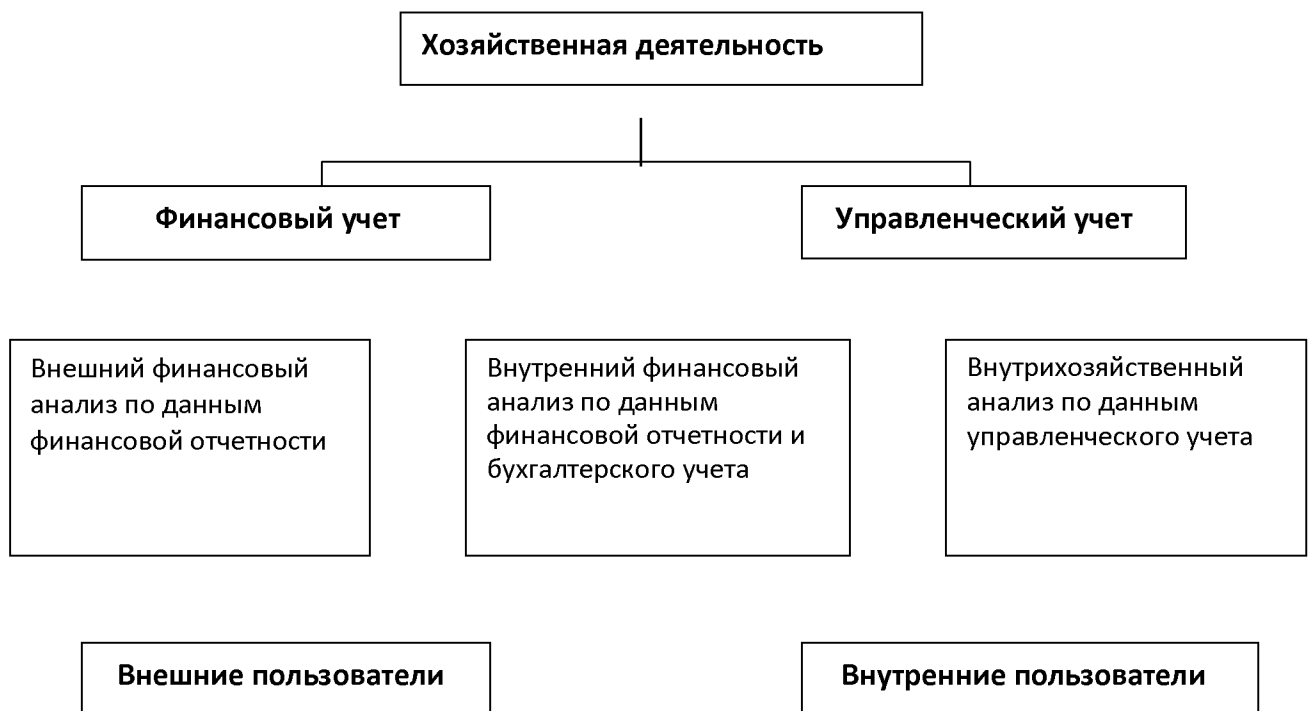 Хозяйственная деятельность
Финансовый учет
Управленческий учет
Внешний финансовый
анализ по данным
финансовой отчетности
Внутренний финансовый
анализ по данным
финансовой отчетности и
бухгалтерского учета
Внутрихозяйственный
анализ по данным
управленческого учета
Внешние пользователи
Внутренние пользователи